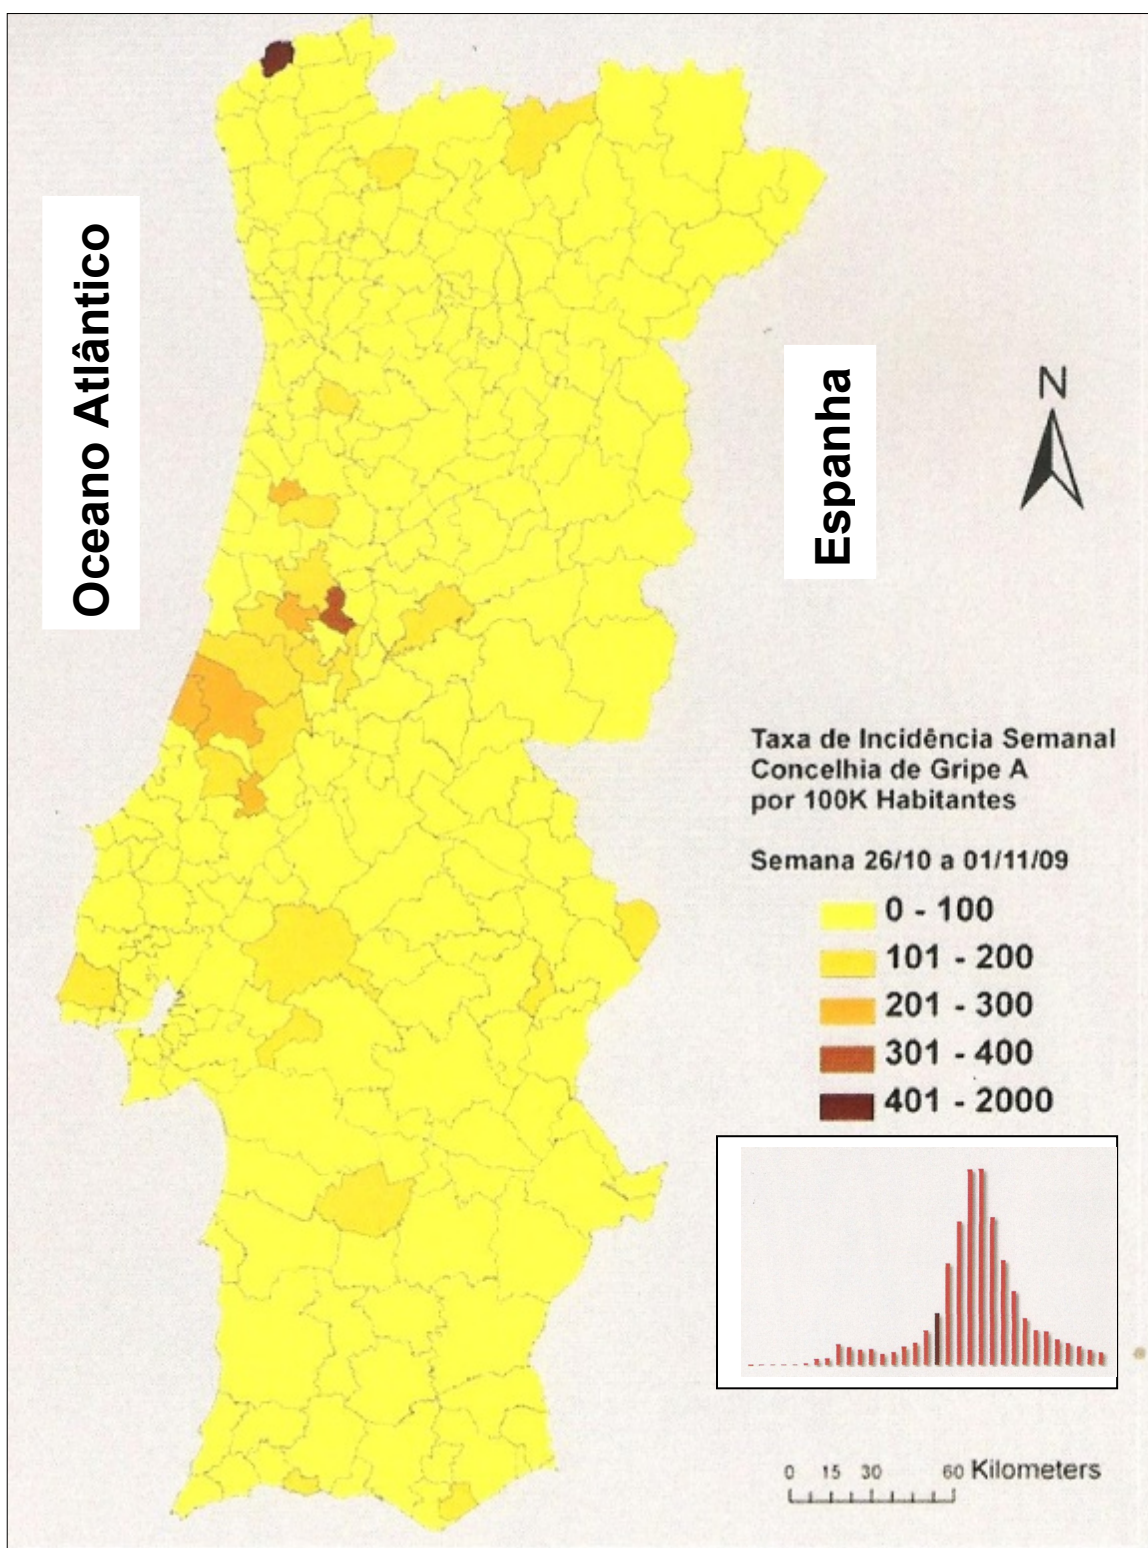 Oceano Atlântico
Espanha
N
Taxa de Incidência Semanal
Concelhia de Gripe A
por 100K Habitantes
Semana 26/10 a 01/11/09
0 - 100
101 - 200
201 - 300
301 - 400
401 - 2000
0 15 30 60 Kilometers